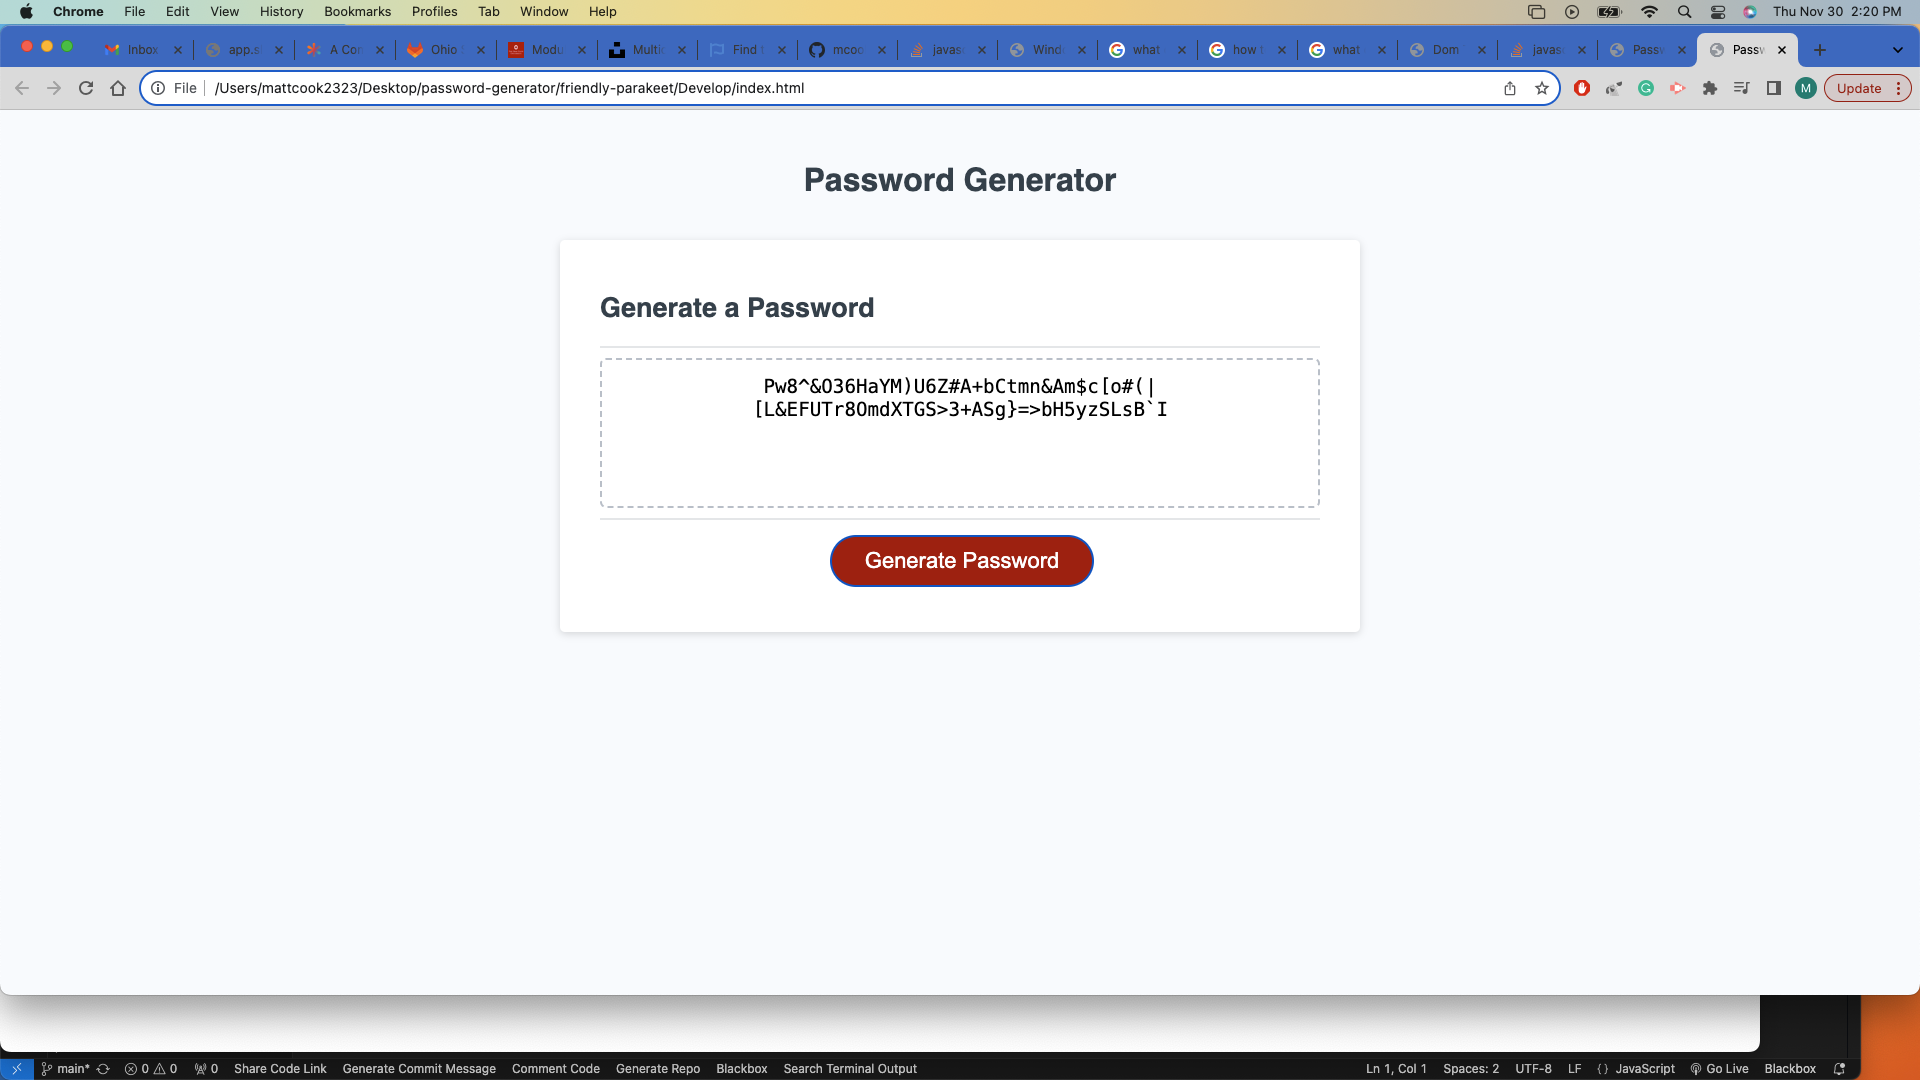 Chrome File Edit View History Bookmarks Profiles Tab Window Help Thu Nov 30 2:20 PM
Inbox app.s A Con Ohio Modu Multi Find mcoo javas Wind what how t what Dom javas Passw Passw
File /Users/mattcook2323/Desktop/password-generator/friendly-parakeet/Develop/index.html M Update
Password Generator
Generate a Password
Pw8^&O36HaYM)U6Z#A+bCtmn&Am$c[o#(|
[L&EFUTr8OmdXTGS>3+ASg}=>bH5yzSLsB`I
Generate Password
main* 0 0 0 Share Code Link Generate Commit Message Comment Code Generate Repo Blackbox Search Terminal Output Ln 1, Col 1 Spaces: 2 UTF-8 LF {} JavaScript Go Live Blackbox